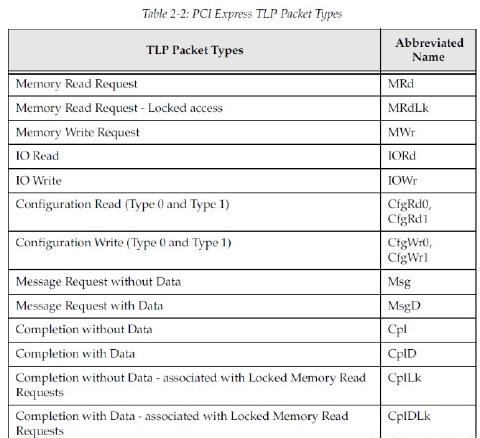 Table 2-2: PCI Express TLP Packet Types
TLP Packet Types
Abbreviated
Name
Memory Read Request
MRd
Memory Read Request - Locked access
MRdLk
Memory Write Request
MWr
IO Read
IORd
IO Write
IOWr
Configuration Read (Type 0 and Type 1)
CfgRd0,
CfgRd1
Configuration Write (Type 0 and Type 1)
CfgWr0,
CfgWr1
Message Request without Data
Msg
Message Request with Data
MsgD
Completion without Data
Cpl
Completion with Data
CplD
Completion without Data - associated with Locked Memory Read
Requests
CplLk
Completion with Data - associated with Locked Memory Read
Requests
CplDLk